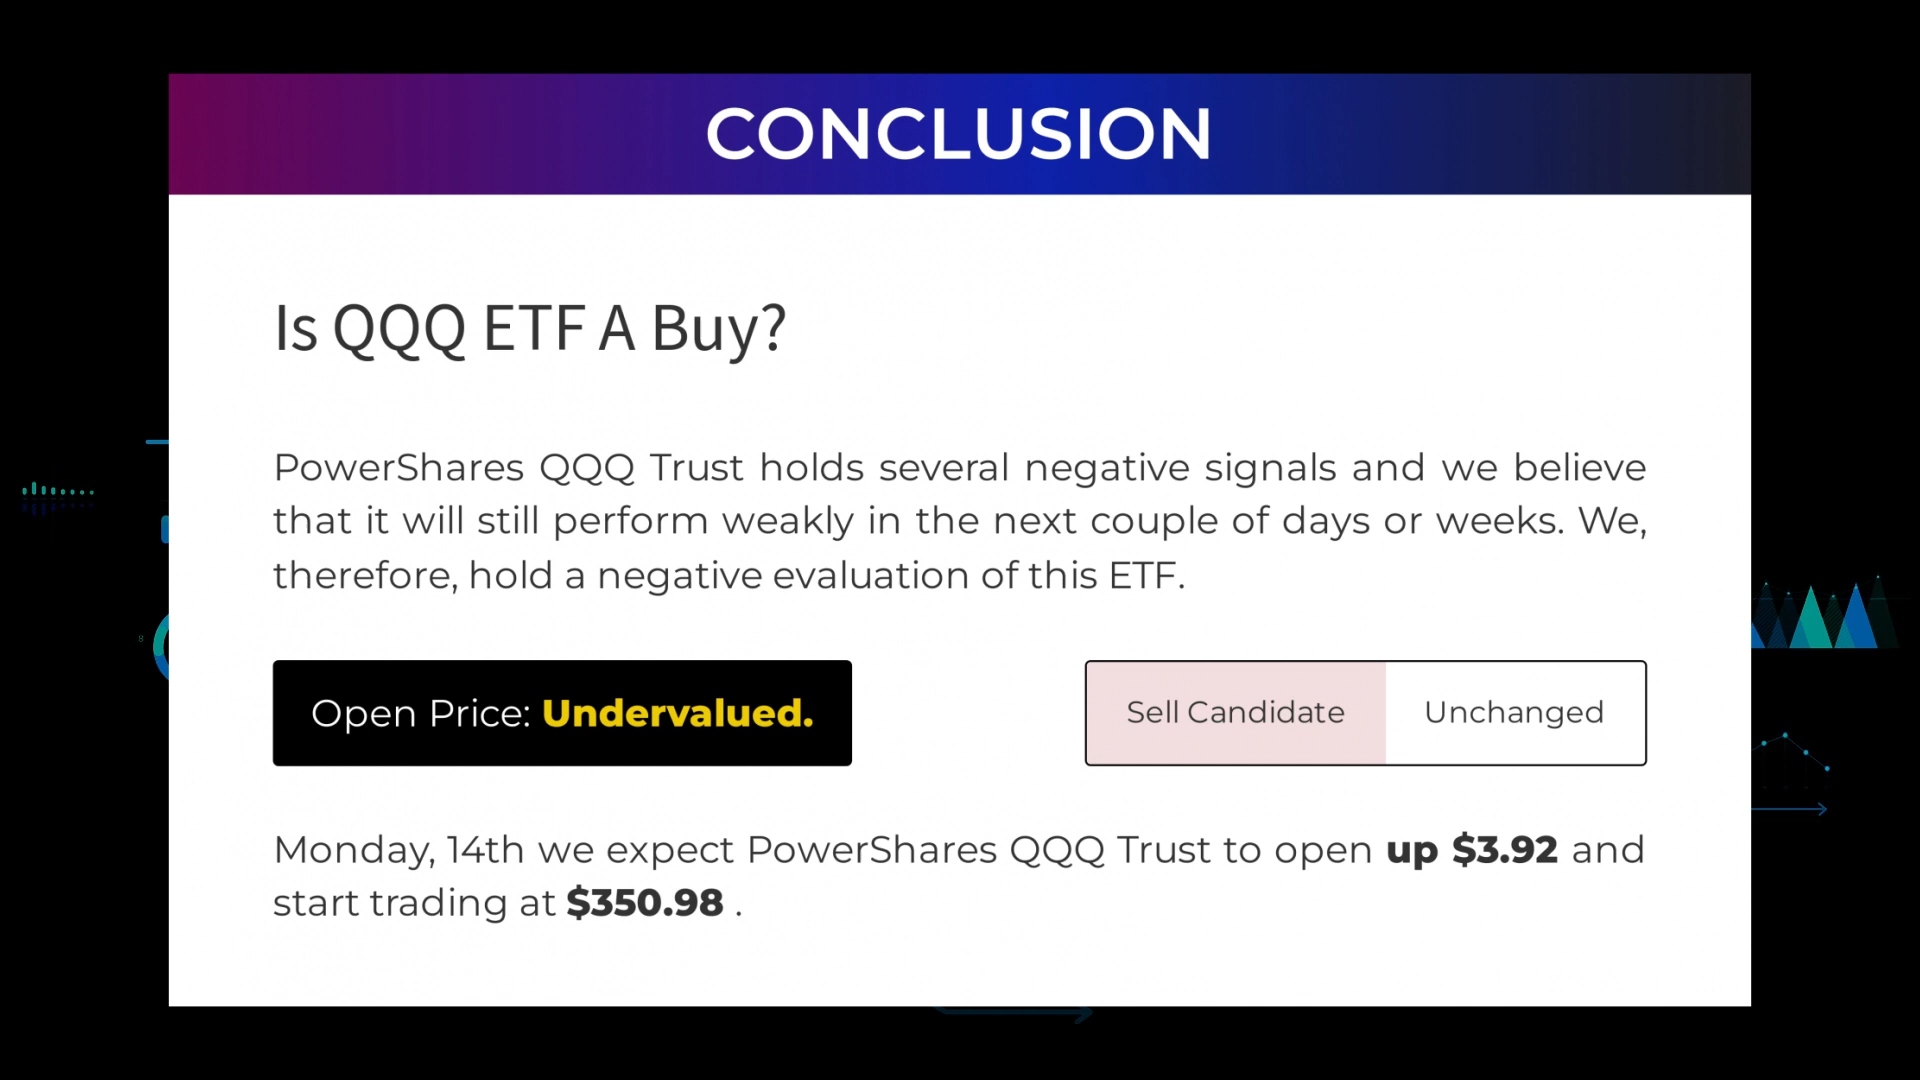 CONCLUSION
Is QQQ ETF A Buy?
PowerShares QQQ Trust holds several negative signals and we believe
that it will still perform weakly in the next couple of days or weeks. We,
therefore, hold a negative evaluation of this ETF.
Open Price: Undervalued.
Sell Candidate
Unchanged
Monday, 14th we expect PowerShares QQQ Trust to open up $3.92 and
start trading at $350.98 .